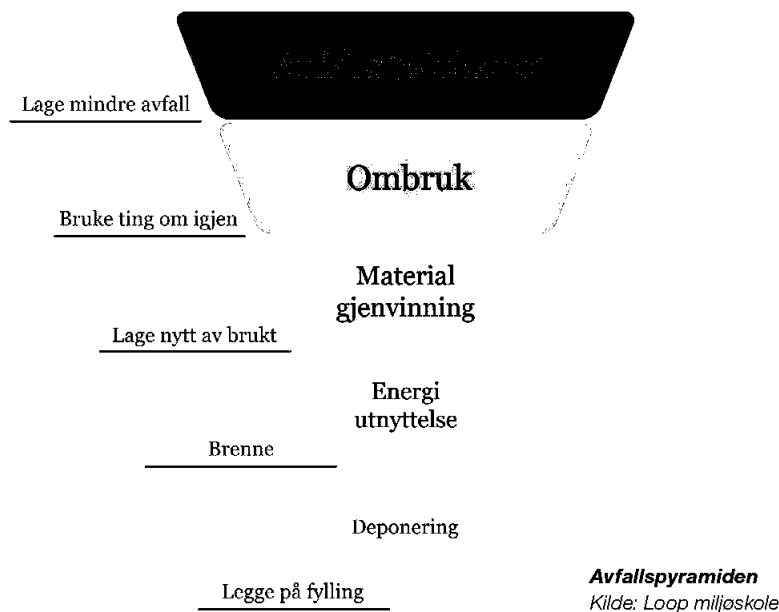 Lage mindre avfall
Ombruk
Bruke ting om igjen
Material
gjenvinning
Lage nytt av brukt
Energi
utnyttelse
Brenne
Deponering
Legge på fylling
Avfallspyramiden
Kilde: Loop miljøskole